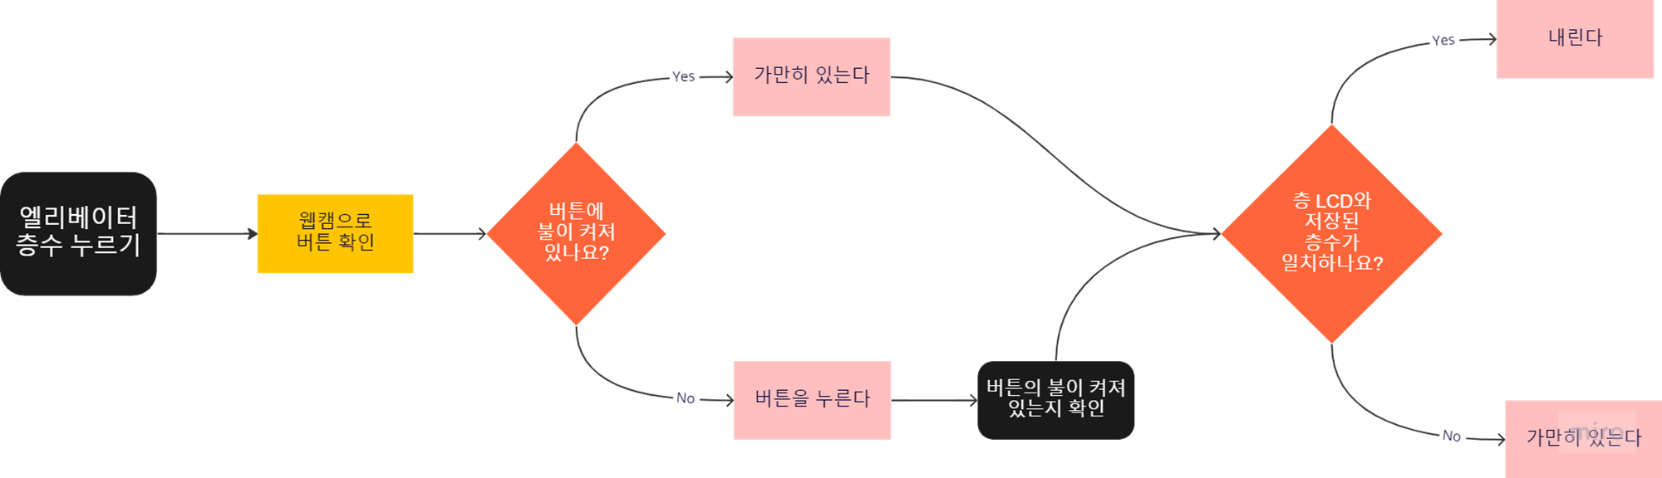 엘리베이터
층수 누르기
웹캠으로
버튼 확인
버튼에
불이 켜져
있나요?
Yes
가만히 있는다
No
버튼을 누른다
버튼의 불이 켜져
있는지 확인
층 LCD와
저장된
층수가
일치하나요?
Yes
내린다
No
가만히 있는다
miro